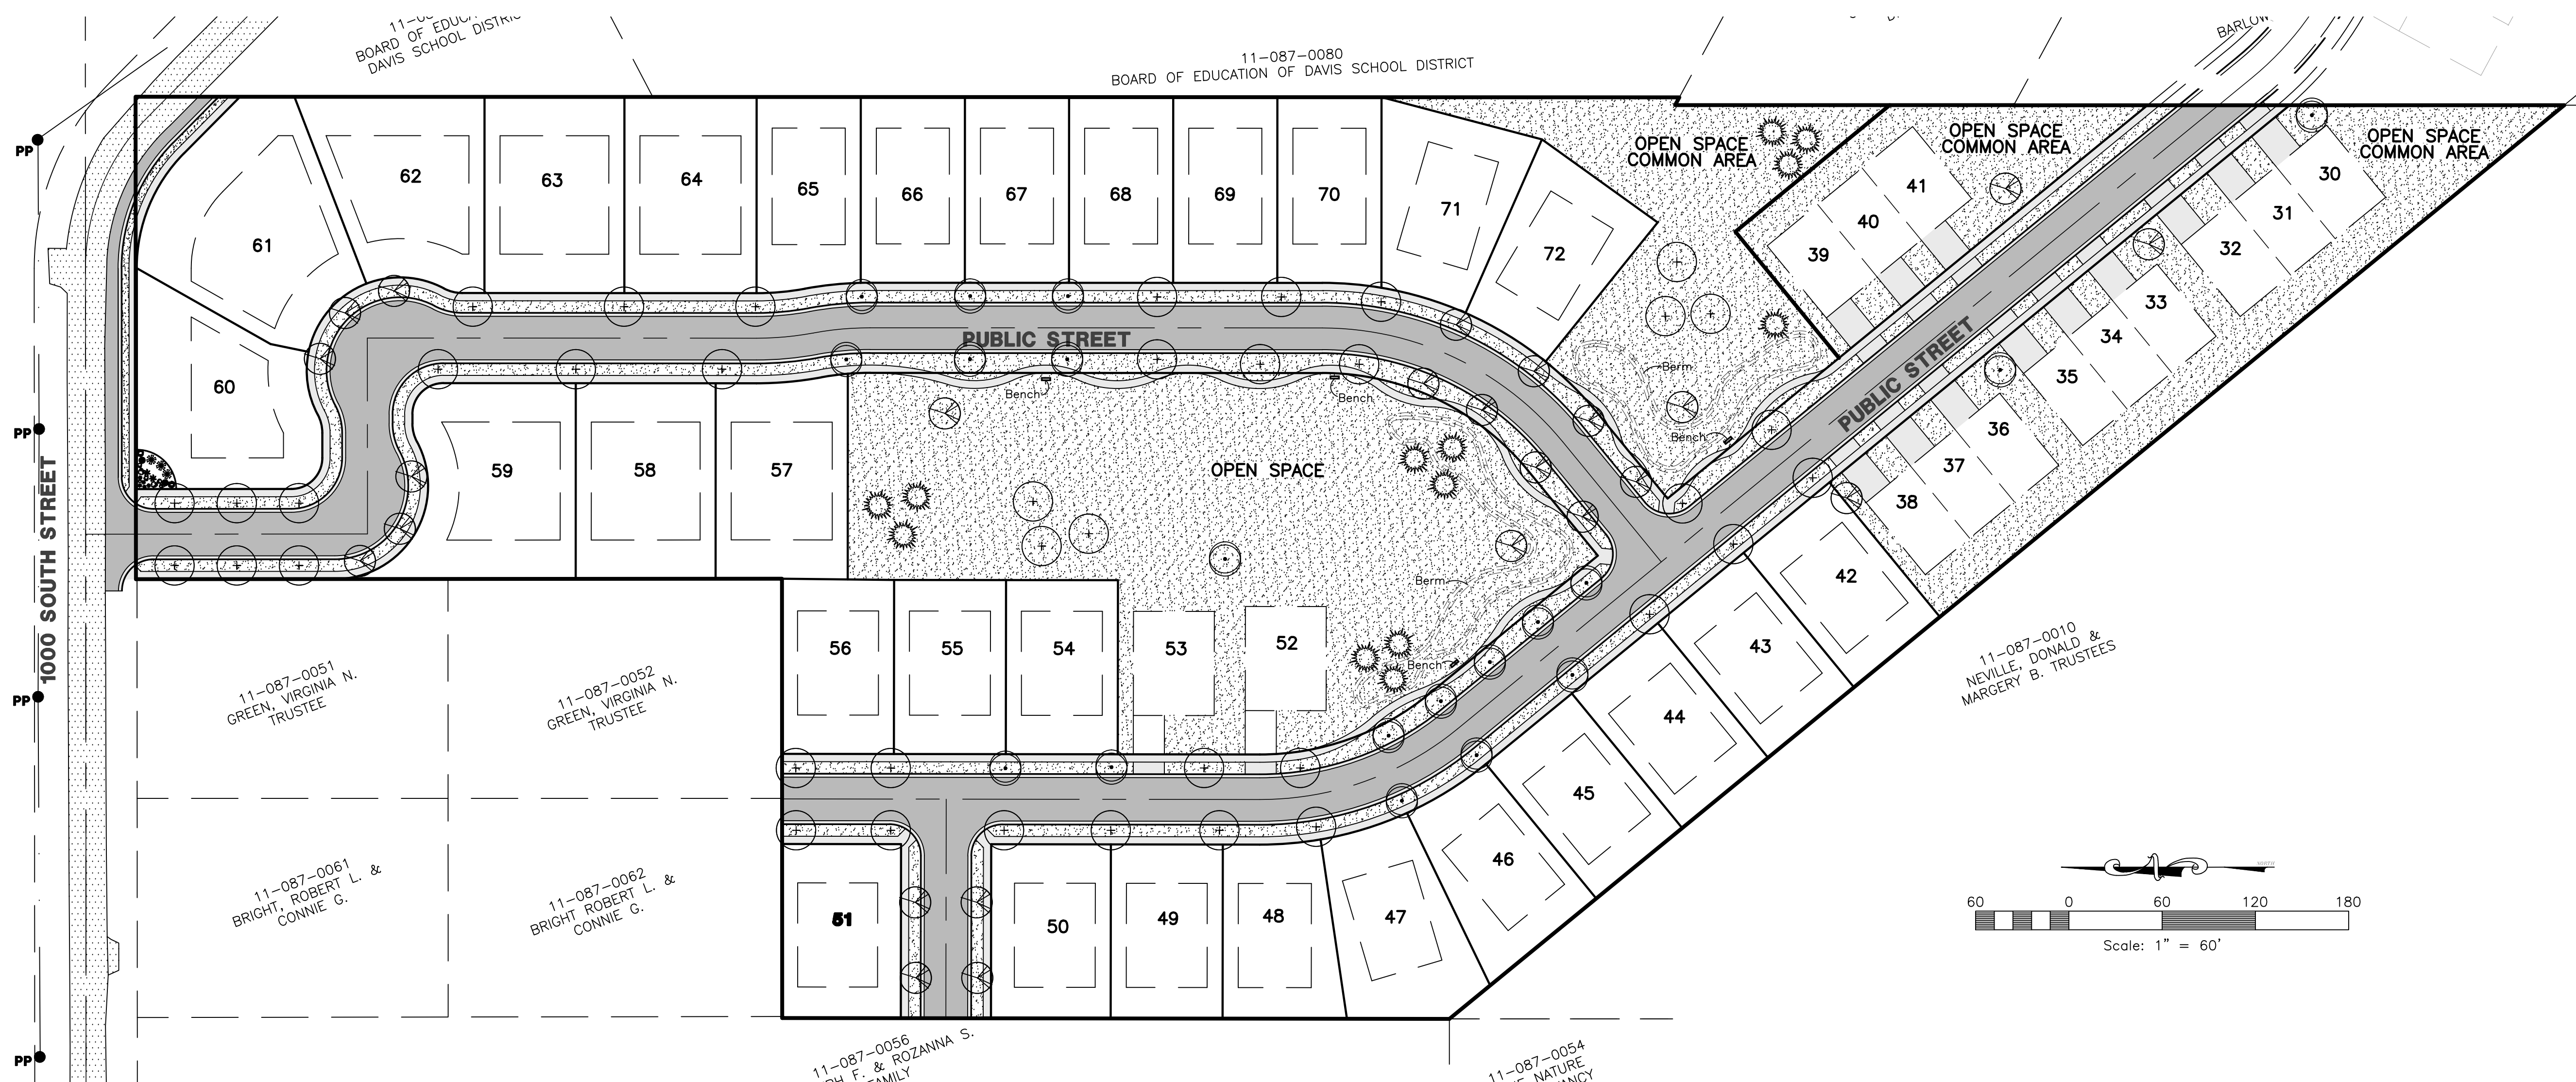 BOARD OF EDUCA
DAVIS SCHOOL DISTRIC
11-087-0080
BOARD OF EDUCATION OF DAVIS SCHOOL DISTRICT
BARLOW
PP
62
63
64
65
66
67
68
69
70
71
72
61
60
OPEN SPACE
COMMON AREA
OPEN SPACE
COMMON AREA
OPEN SPACE
COMMON AREA
41
40
39
30
31
32
33
34
35
36
37
38
PUBLIC STREET
PUBLIC STREET
Berm
Bench
Bench
Bench
PP
59
58
57
OPEN SPACE
1000 SOUTH STREET
Berm
Bench
56
55
54
53
52
42
43
44
45
46
47
11-087-0010
NEVILLE, DONALD &
MARGERY B. TRUSTEES
11-087-0051
GREEN, VIRGINIA N.
TRUSTEE
11-087-0052
GREEN, VIRGINIA N.
TRUSTEE
PP
11-087-0061
BRIGHT, ROBERT L. &
CONNIE G.
11-087-0062
BRIGHT ROBERT L. &
CONNIE G.
51
50
49
48
NORTH
60 0 60 120 180
Scale: 1" = 60'
PP
11-087-0056
PH F. & ROZANNA S.
FAMILY
11-087-0054
NATURE